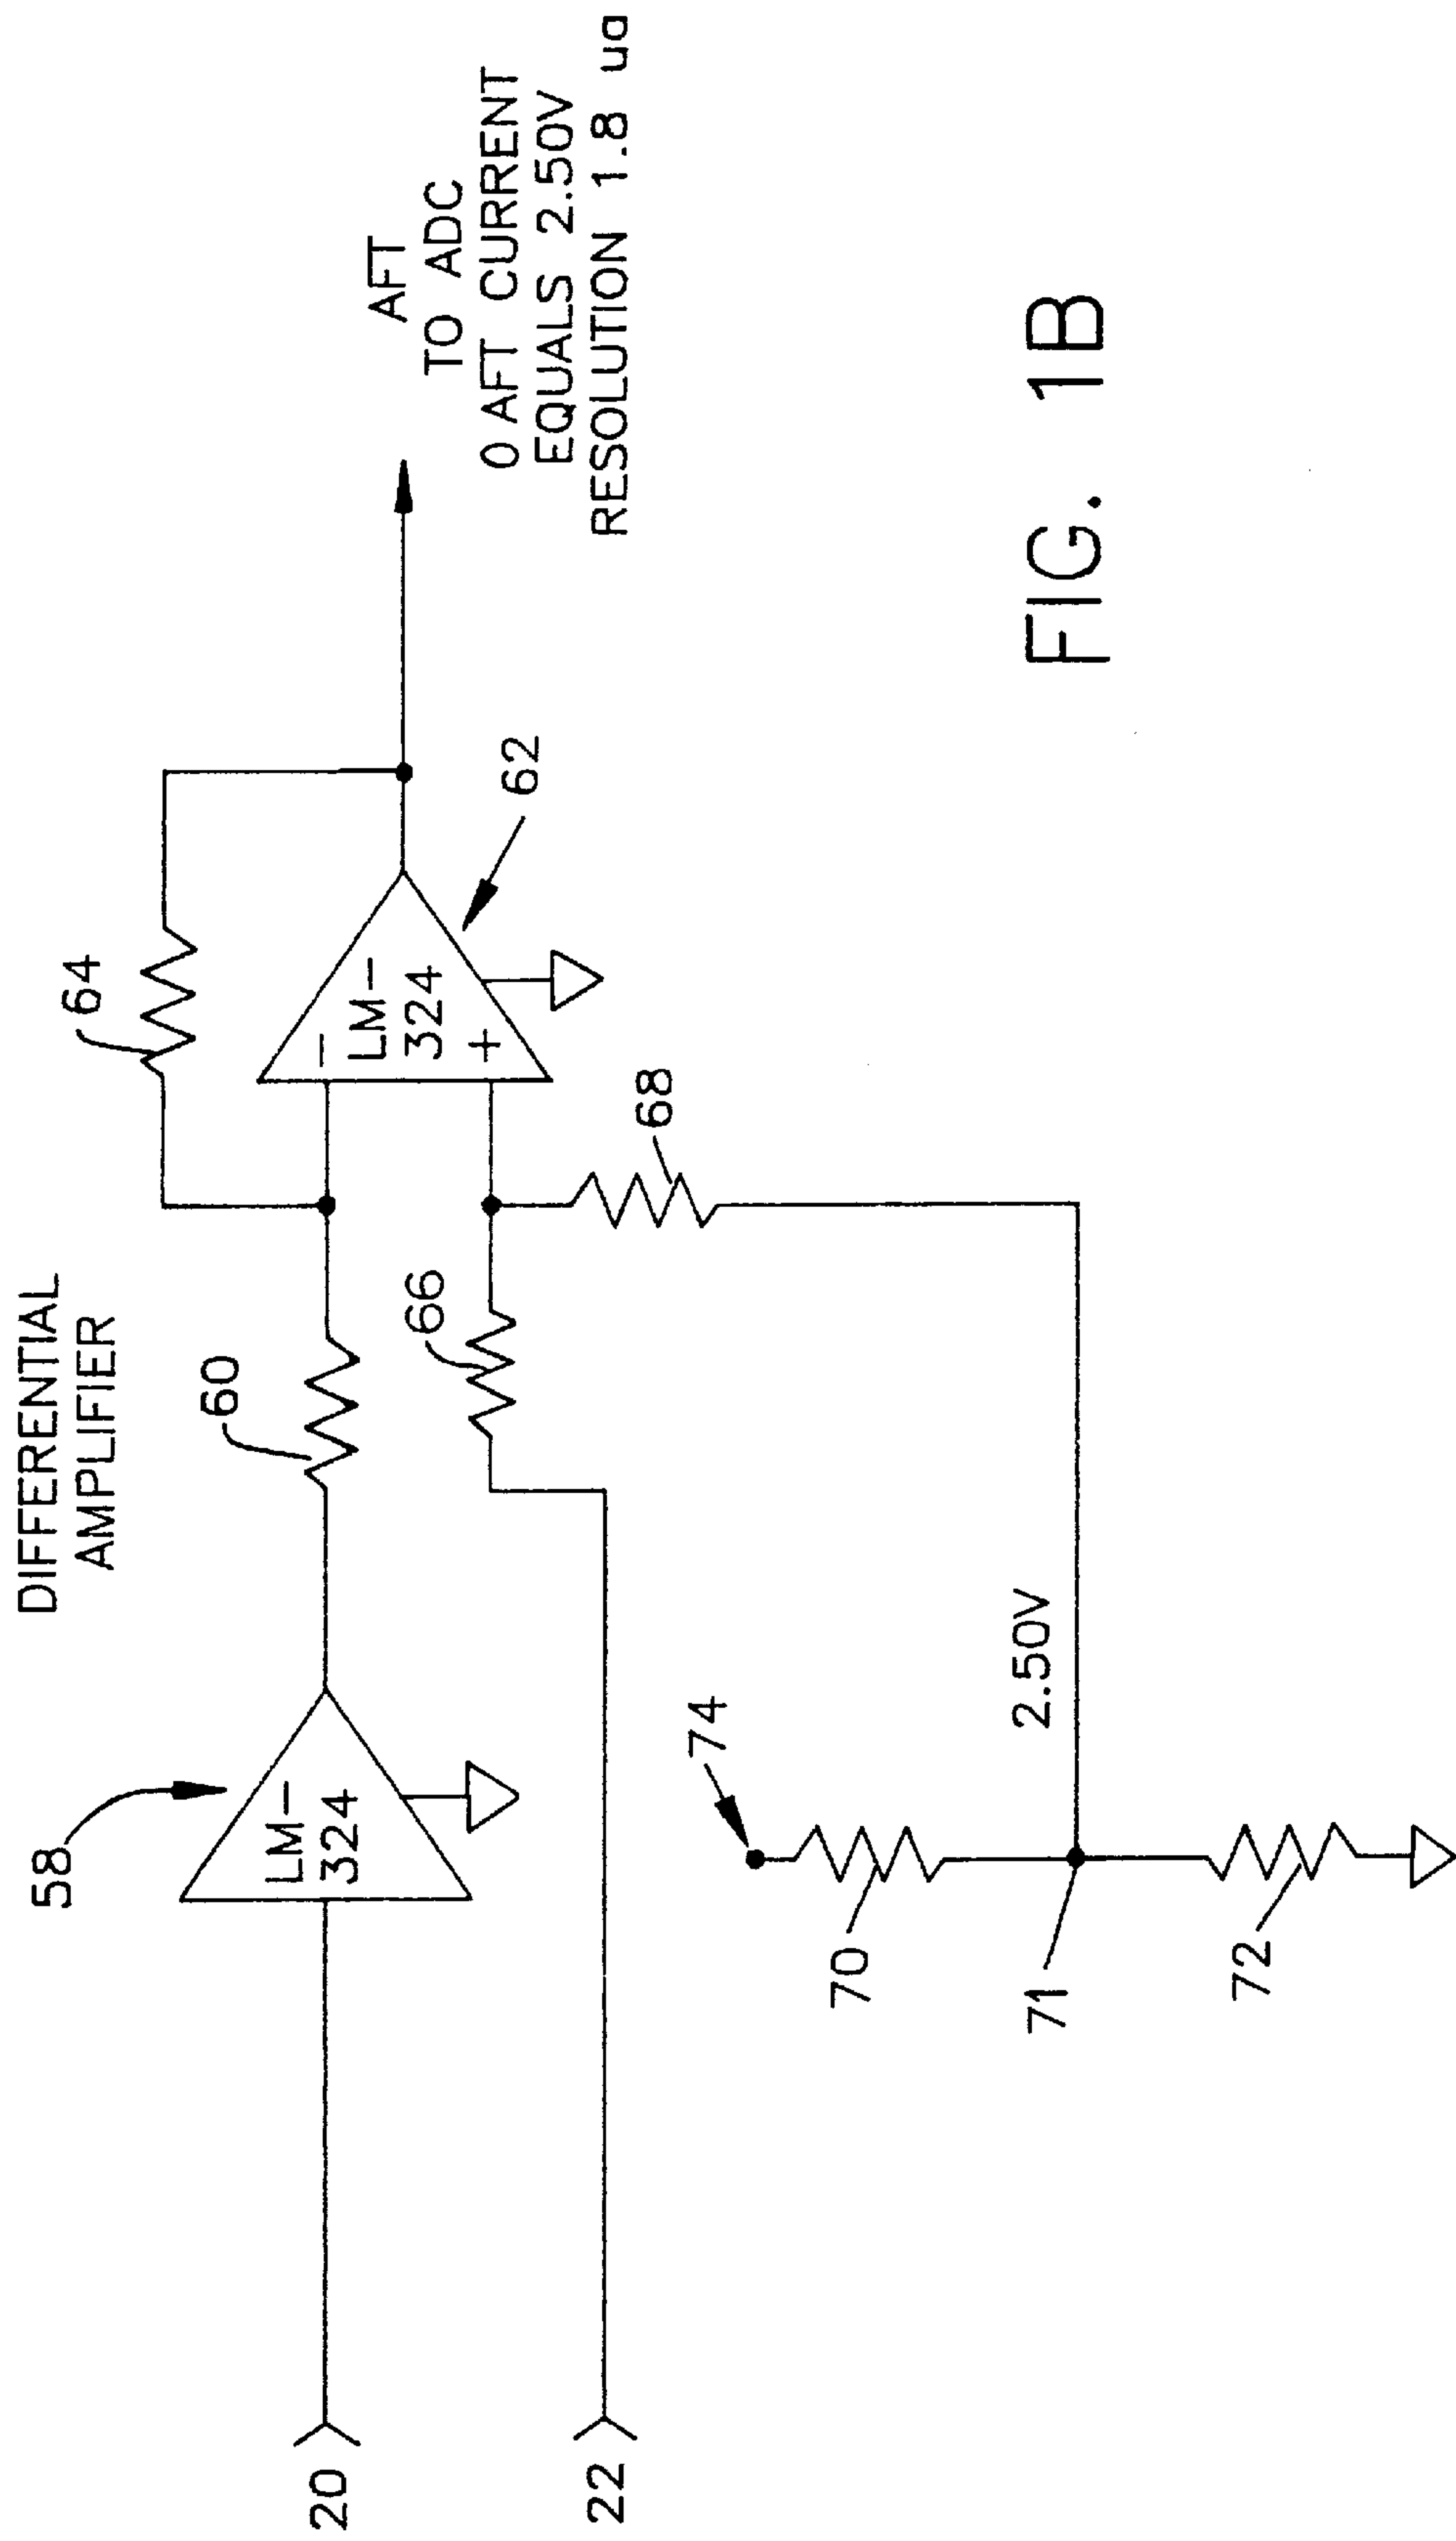 DIFFERENTIAL
AMPLIFIER
58
LM-
324
60
64
LM-
324
-
+
62
66
68
20
22
74
70
71
72
2.50V
AFT
TO ADC
0 AFT CURRENT
EQUALS 2.50V
RESOLUTION 1.8 ua
FIG. 1B